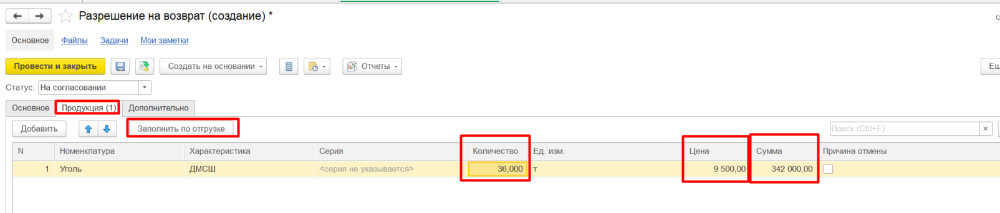 Разрешение на возврат (создание) *
Основное Файлы Задачи Мои заметки
Провести и закрыть Создать на основании Отчеты
Статус: На согласовании
Основное Продукция (1) Дополнительно
Добавить Заполнить по отгрузке Поиск (Ctrl+F) ×
N Номенклатура Характеристика Серия Количество Ед. изм. Цена Сумма Причина отмены
1 Уголь ДМСШ <серия не указывается> 36,000 т 9 500,00 342 000,00